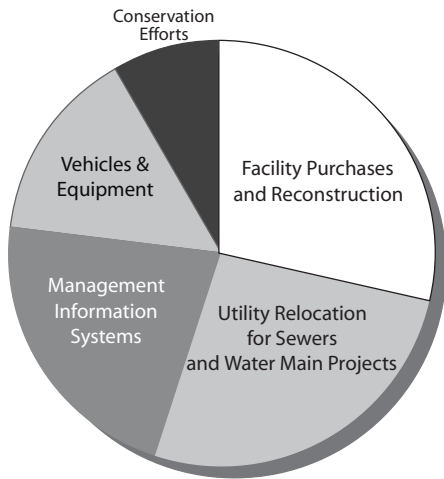 Conservation
Efforts
Facility Purchases
and Reconstruction
Utility Relocation
for Sewers
and Water Main Projects
Management
Information
Systems
Vehicles &
Equipment